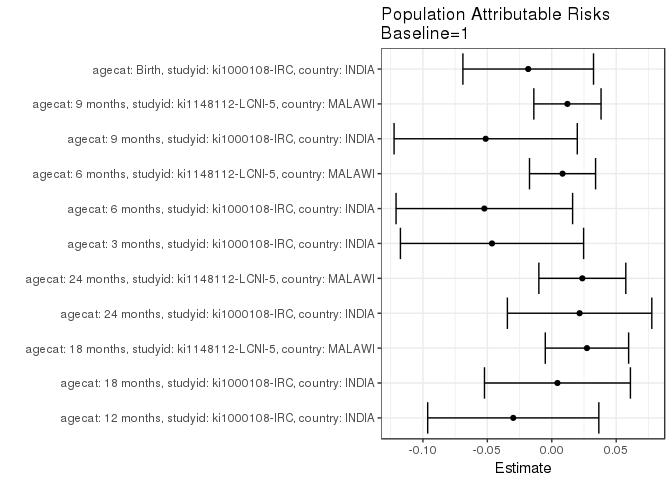 Population Attributable Risks
Baseline=1
agecat: Birth, studyid: ki1000108-IRC, country: INDIA
agecat: 9 months, studyid: ki1148112-LCNI-5, country: MALAWI
agecat: 9 months, studyid: ki1000108-IRC, country: INDIA
agecat: 6 months, studyid: ki1148112-LCNI-5, country: MALAWI
agecat: 6 months, studyid: ki1000108-IRC, country: INDIA
agecat: 3 months, studyid: ki1000108-IRC, country: INDIA
agecat: 24 months, studyid: ki1148112-LCNI-5, country: MALAWI
agecat: 24 months, studyid: ki1000108-IRC, country: INDIA
agecat: 18 months, studyid: ki1148112-LCNI-5, country: MALAWI
agecat: 18 months, studyid: ki1000108-IRC, country: INDIA
agecat: 12 months, studyid: ki1000108-IRC, country: INDIA
-0.10 -0.05 0.00 0.05
Estimate